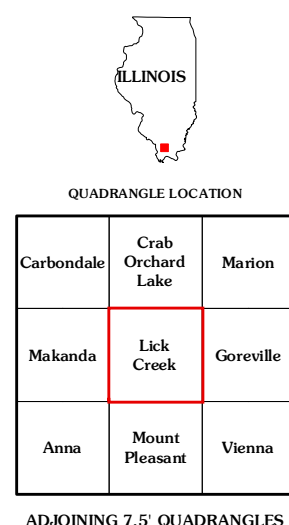 ILLINOIS
QUADRANGLE LOCATION
Carbondale
Crab
Orchard
Lake
Marion
Makanda
Lick
Creek
Goreville
Anna
Mount
Pleasant
Vienna
ADJOINING 7.5' QUADRANGLES